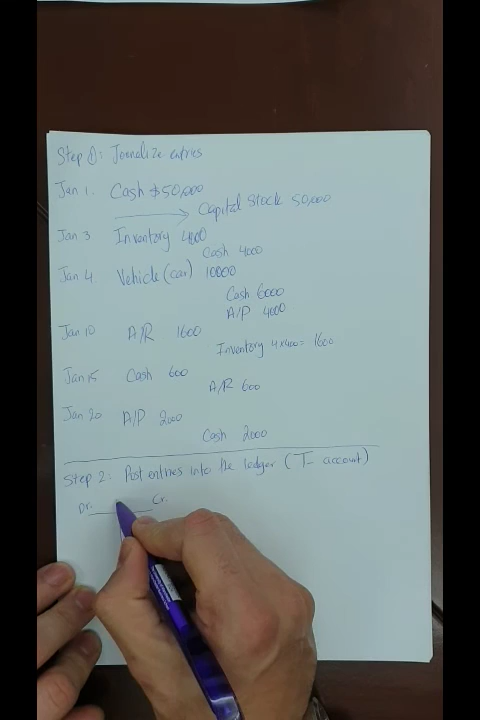 Step ①: Jornalize entries
Jan 1. Cash $50,000
Capital Stock 50,000
Jan 3 Inventory 4000
Cash 4000
Jan 4 Vehicle (car) 10000
Cash 6000
A/P 4000
Jan 10 A/R 1600
Inventory 4x400= 1600
Jan 15 Cash 600
A/R 600
Jan 20 A/P 2000
Cash 2000
Step 2: Post entries into the ledger (T- account)
Dr. Cr.